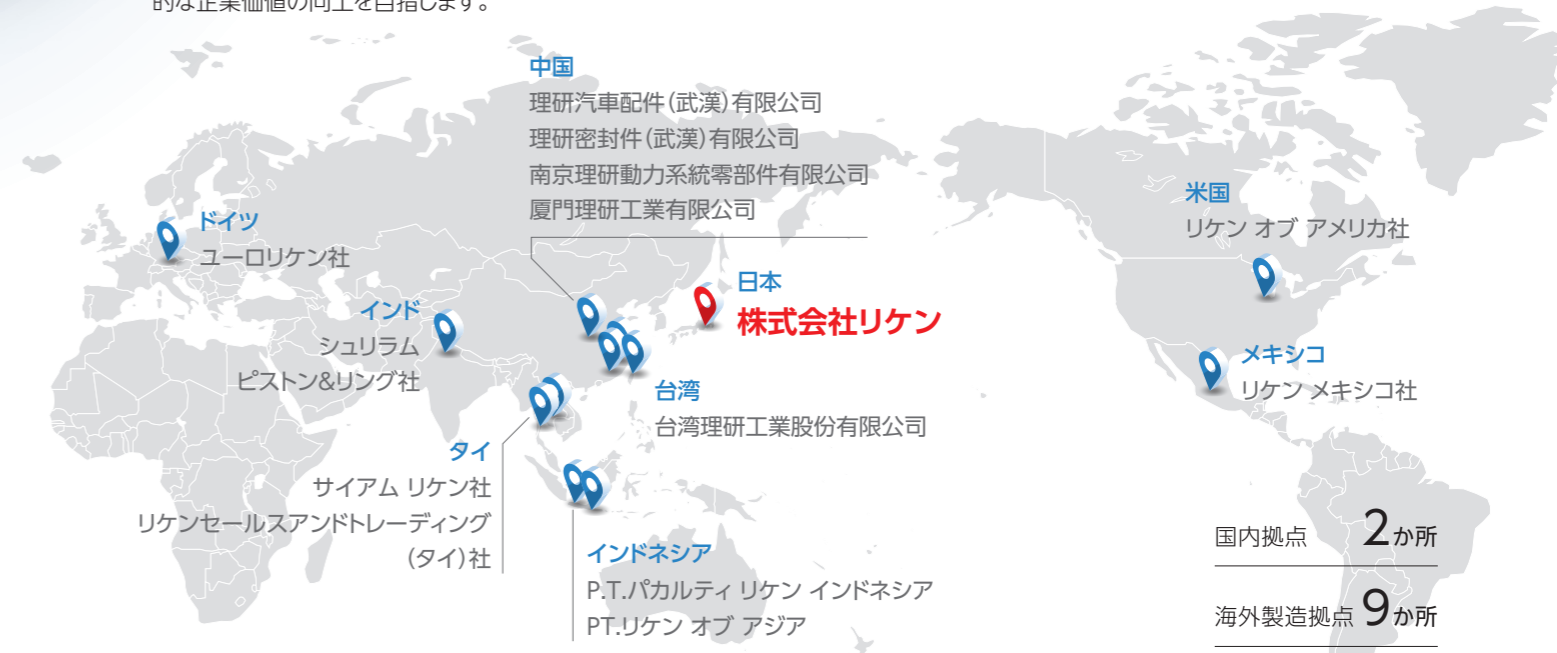 的な企業価値の向上を目指します。
中国
理研汽車配件(武漢)有限公司
理研密封件(武漢)有限公司
南京理研動力系統零部件有限公司
厦門理研工業有限公司
米国
リケン オブ アメリカ社
ドイツ
ユーロリケン社
日本
株式会社リケン
インド
シュリラム
ピストン&リング社
メキシコ
リケン メキシコ社
台湾
台湾理研工業股份有限公司
タイ
サイアム リケン社
リケンセールスアンドトレーディング
(タイ)社
インドネシア
P.T.パカルティ リケン インドネシア
PT.リケン オブ アジア
国内拠点 2か所
海外製造拠点 9か所